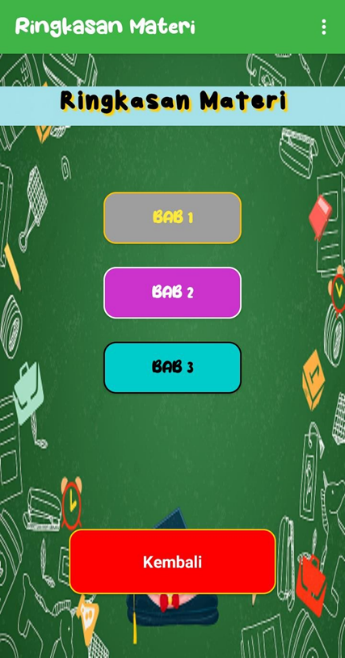 Ringkasan Materi
Ringkasan Materi
BAB 1
BAB 2
BAB 3
Kembali